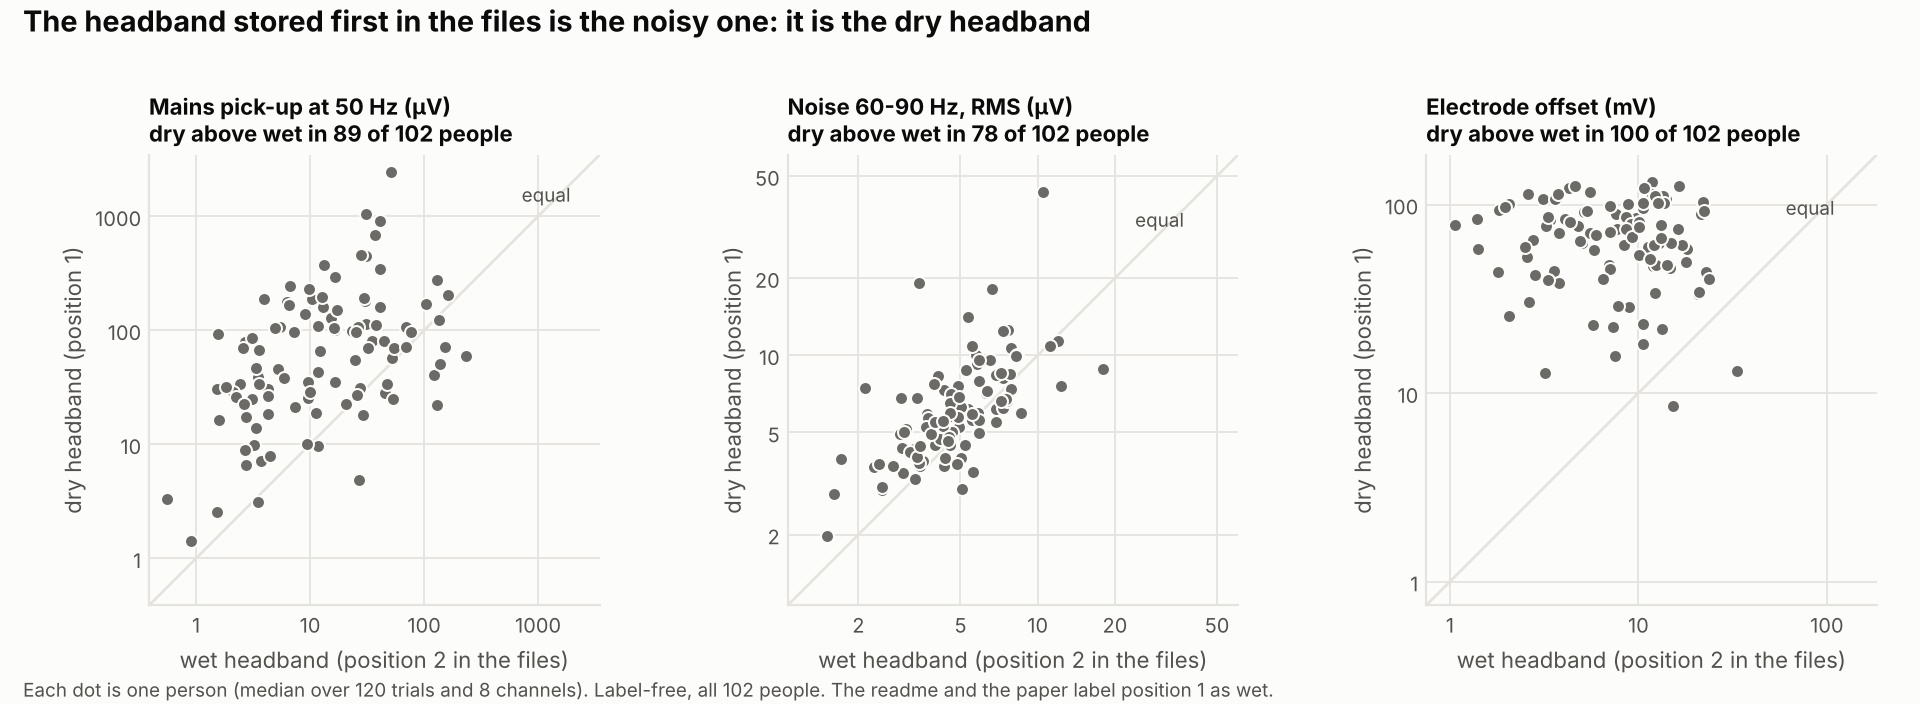 The headband stored first in the files is the noisy one: it is the dry headband
Mains pick-up at 50 Hz (µV)
dry above wet in 89 of 102 people
equal
1000
100
10
1
dry headband (position 1)
1
10
100
1000
wet headband (position 2 in the files)
Noise 60-90 Hz, RMS (µV)
dry above wet in 78 of 102 people
equal
50
20
10
5
2
dry headband (position 1)
2
5
10
20
50
wet headband (position 2 in the files)
Electrode offset (mV)
dry above wet in 100 of 102 people
equal
100
10
1
dry headband (position 1)
1
10
100
wet headband (position 2 in the files)
Each dot is one person (median over 120 trials and 8 channels). Label-free, all 102 people. The readme and the paper label position 1 as wet.